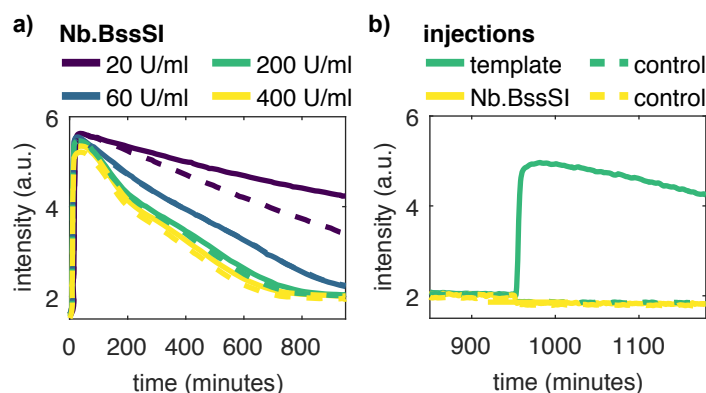 a) Nb.BssSI
20 U/ml 200 U/ml
60 U/ml 400 U/ml
6
4
2
intensity (a.u.)
0 200 400 600 800
time (minutes)
b) injections
template control
Nb.BssSI control
6
4
2
intensity (a.u.)
900 1000 1100
time (minutes)